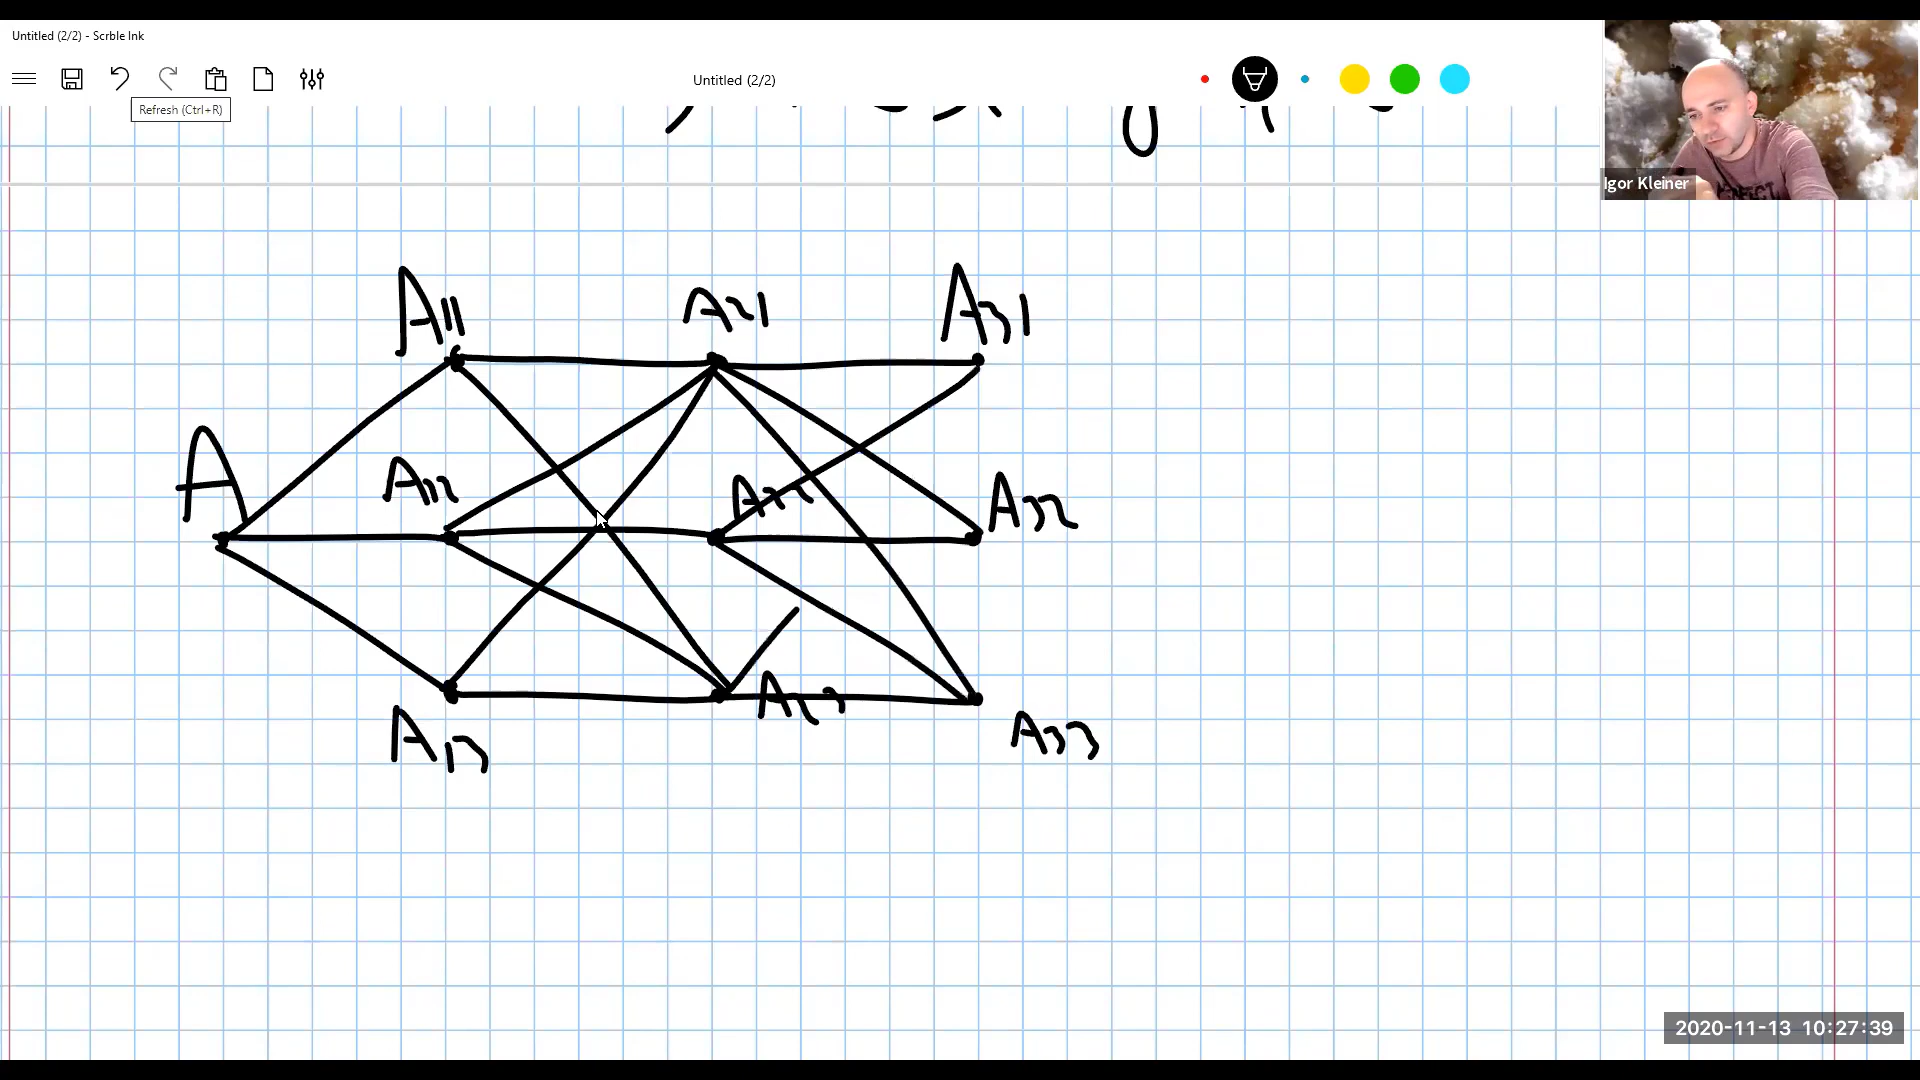 Untitled (2/2) - Scrble Ink
Untitled (2/2)
Refresh (Ctrl+R)
Igor Kleiner
A11 A21 A31
A A12 A22 A32
A13 A23 A33
2020-11-13 10:27:39